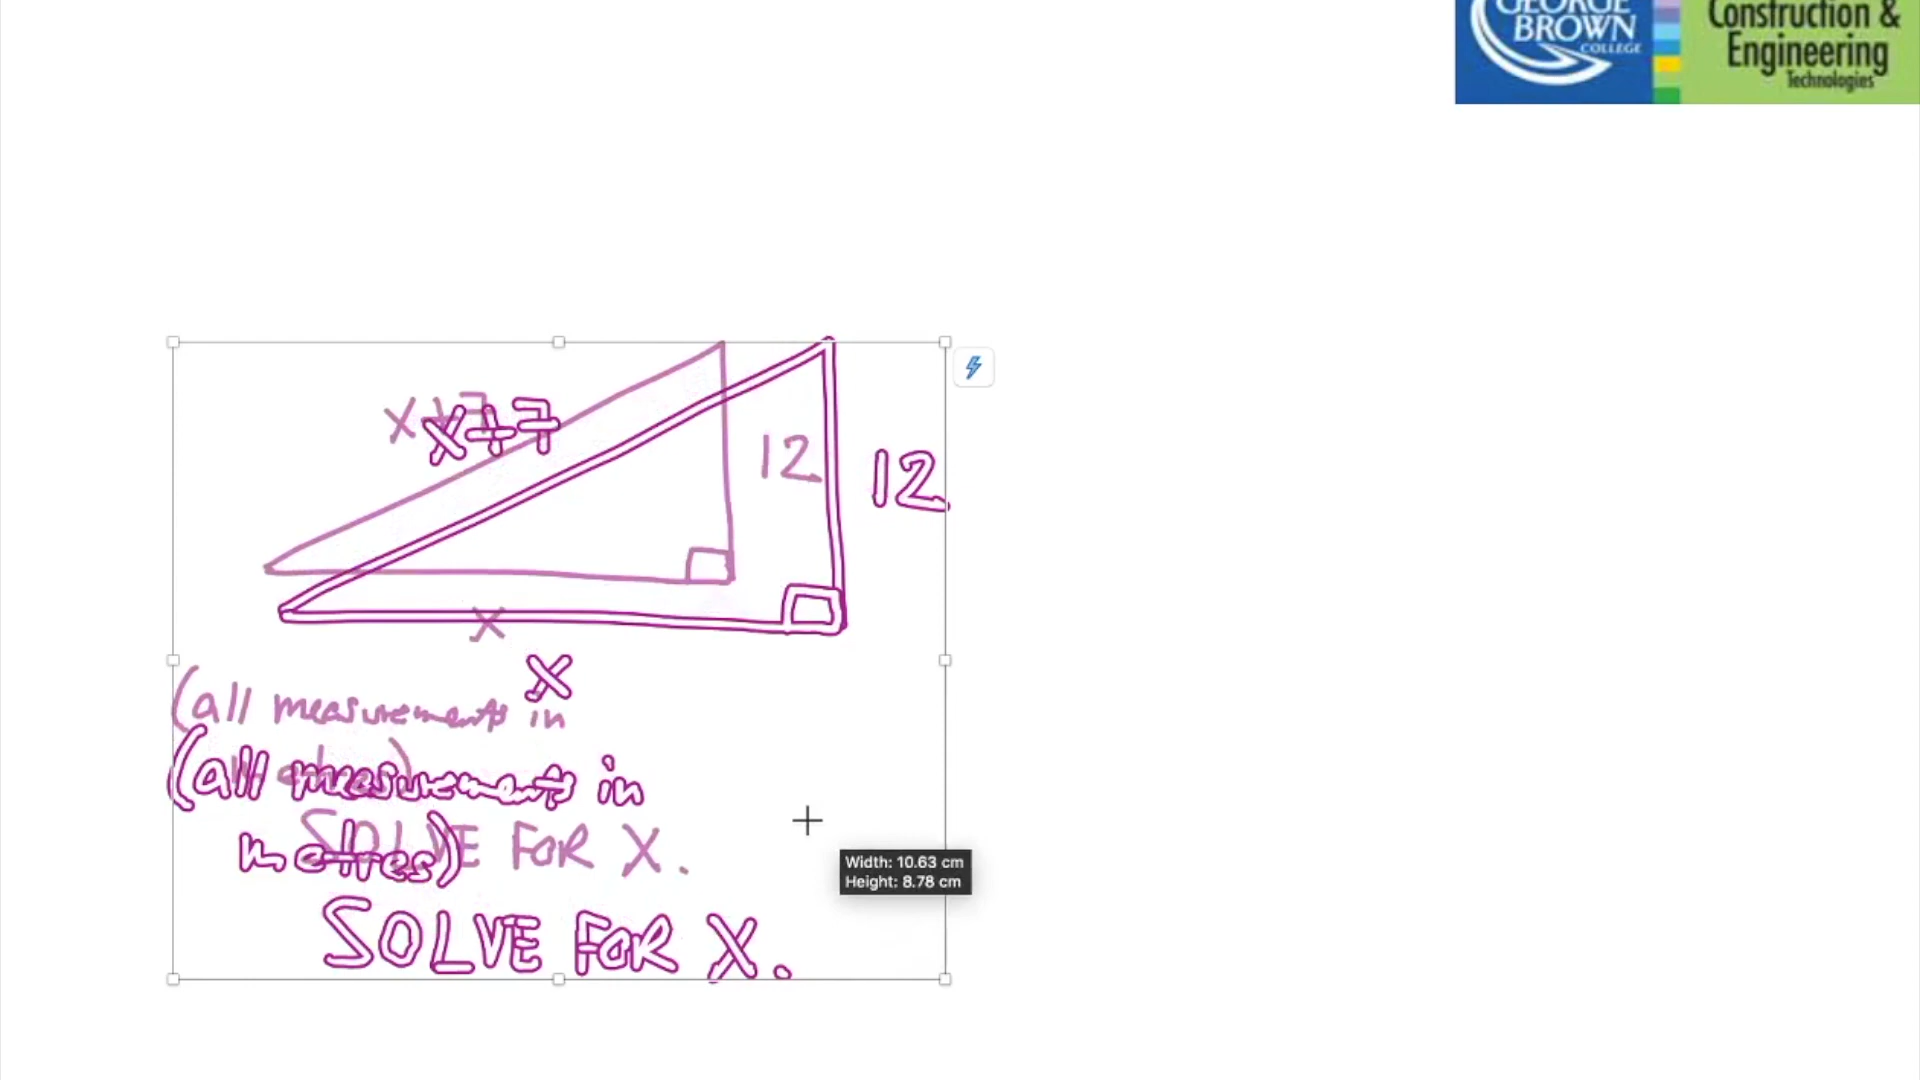 GEORGE
BROWN
COLLEGE
Construction &
Engineering
Technologies
x+7
x+7
12
12
x
x
(all measurements in
(all measurements in
metres)
SOLVE FOR X.
SOLVE FOR X.
Width: 10.63 cm
Height: 8.78 cm